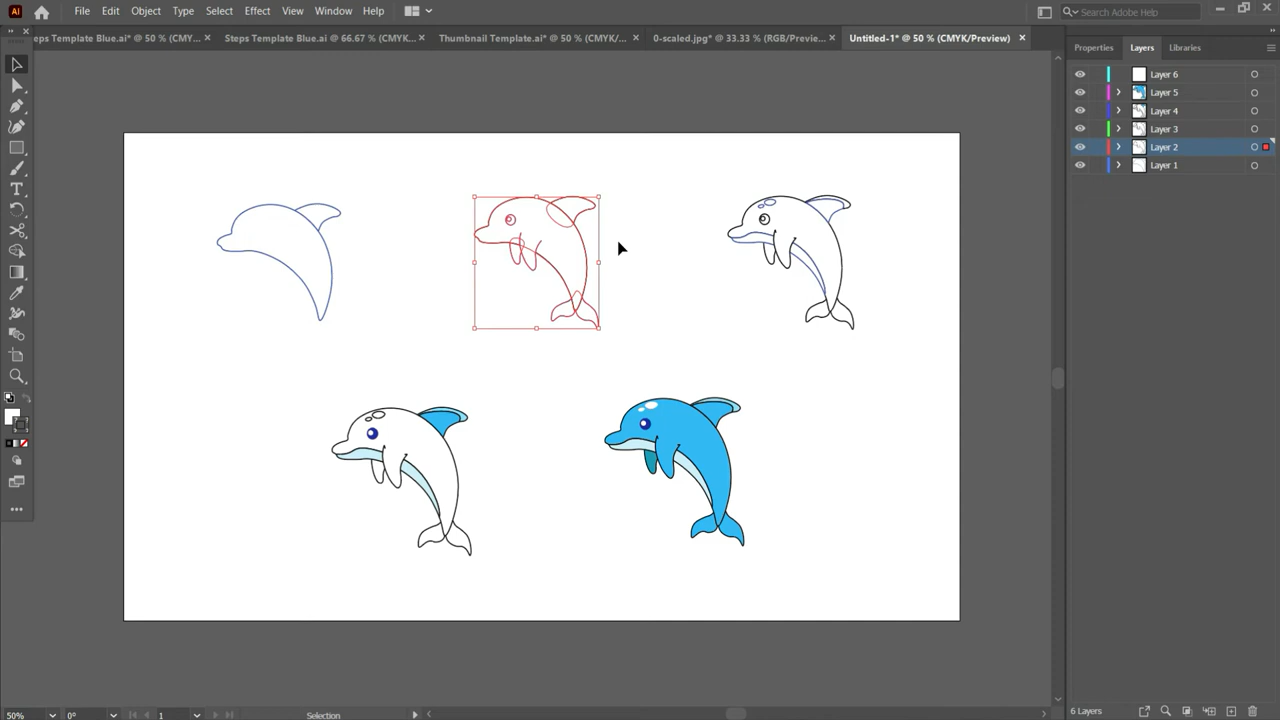 Ai File Edit Object Type Select Effect View Window Help Search Adobe Help
eps Template Blue.ai* @ 50 % (CMY... × Steps Template Blue.ai @ 66.67 % (CMYK... × Thumbnail Template.ai* @ 50 % (CMYK/... × 0-scaled.jpg* @ 33.33 % (RGB/Previe... × Untitled-1* @ 50 % (CMYK/Preview) ×
Properties Layers Libraries
Layer 6
Layer 5
Layer 4
Layer 3
Layer 2
Layer 1
50% 0° 1 Selection 6 Layers